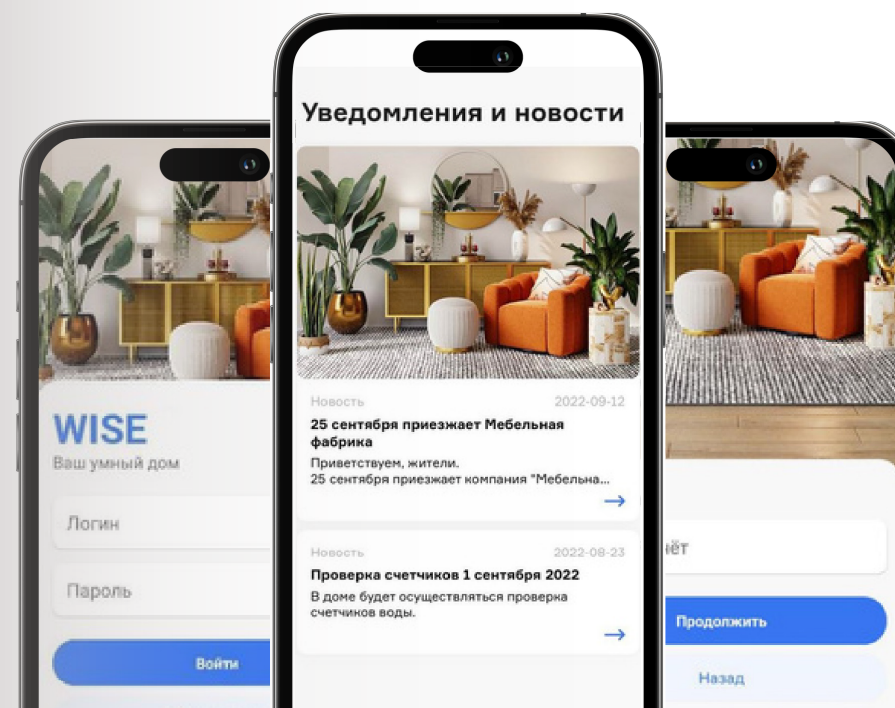 Уведомления и новости
Новость 2022-09-12
25 сентября приезжает Мебельная
фабрика
Приветствуем, жители.
25 сентября приезжает компания "Мебельна...
Новость 2022-08-23
Проверка счетчиков 1 сентября 2022
В доме будет осуществляться проверка
счетчиков воды.
WISE
Ваш умный дом
Логин
Пароль
Войти
Продолжить
Назад